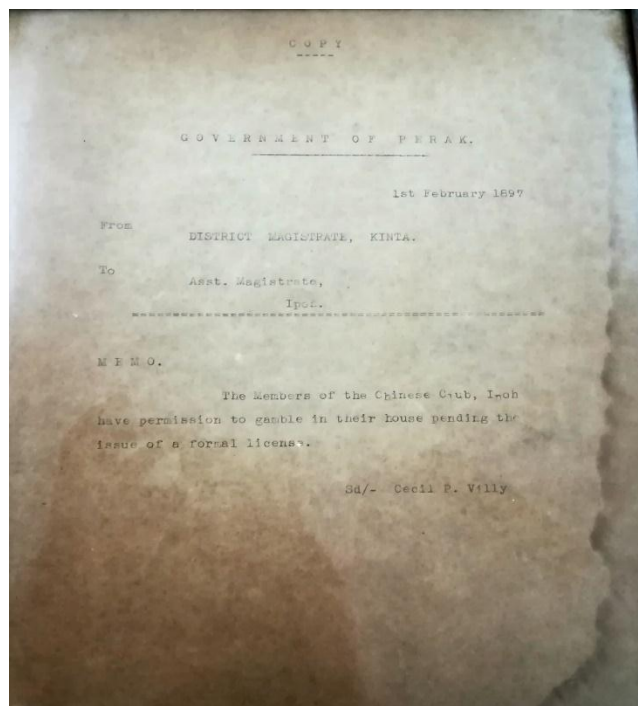 COPY
GOVERNMENT OF PERAK.
1st February 1897
From
DISTRICT MAGISTRATE, KINTA.
To
Asst. Magistrate,
Ipoh.
MEMO.
The Members of the Chinese Club, Ipoh
have permission to gamble in their house pending the
issue of a formal license.
Sd/- Cecil P. Villy